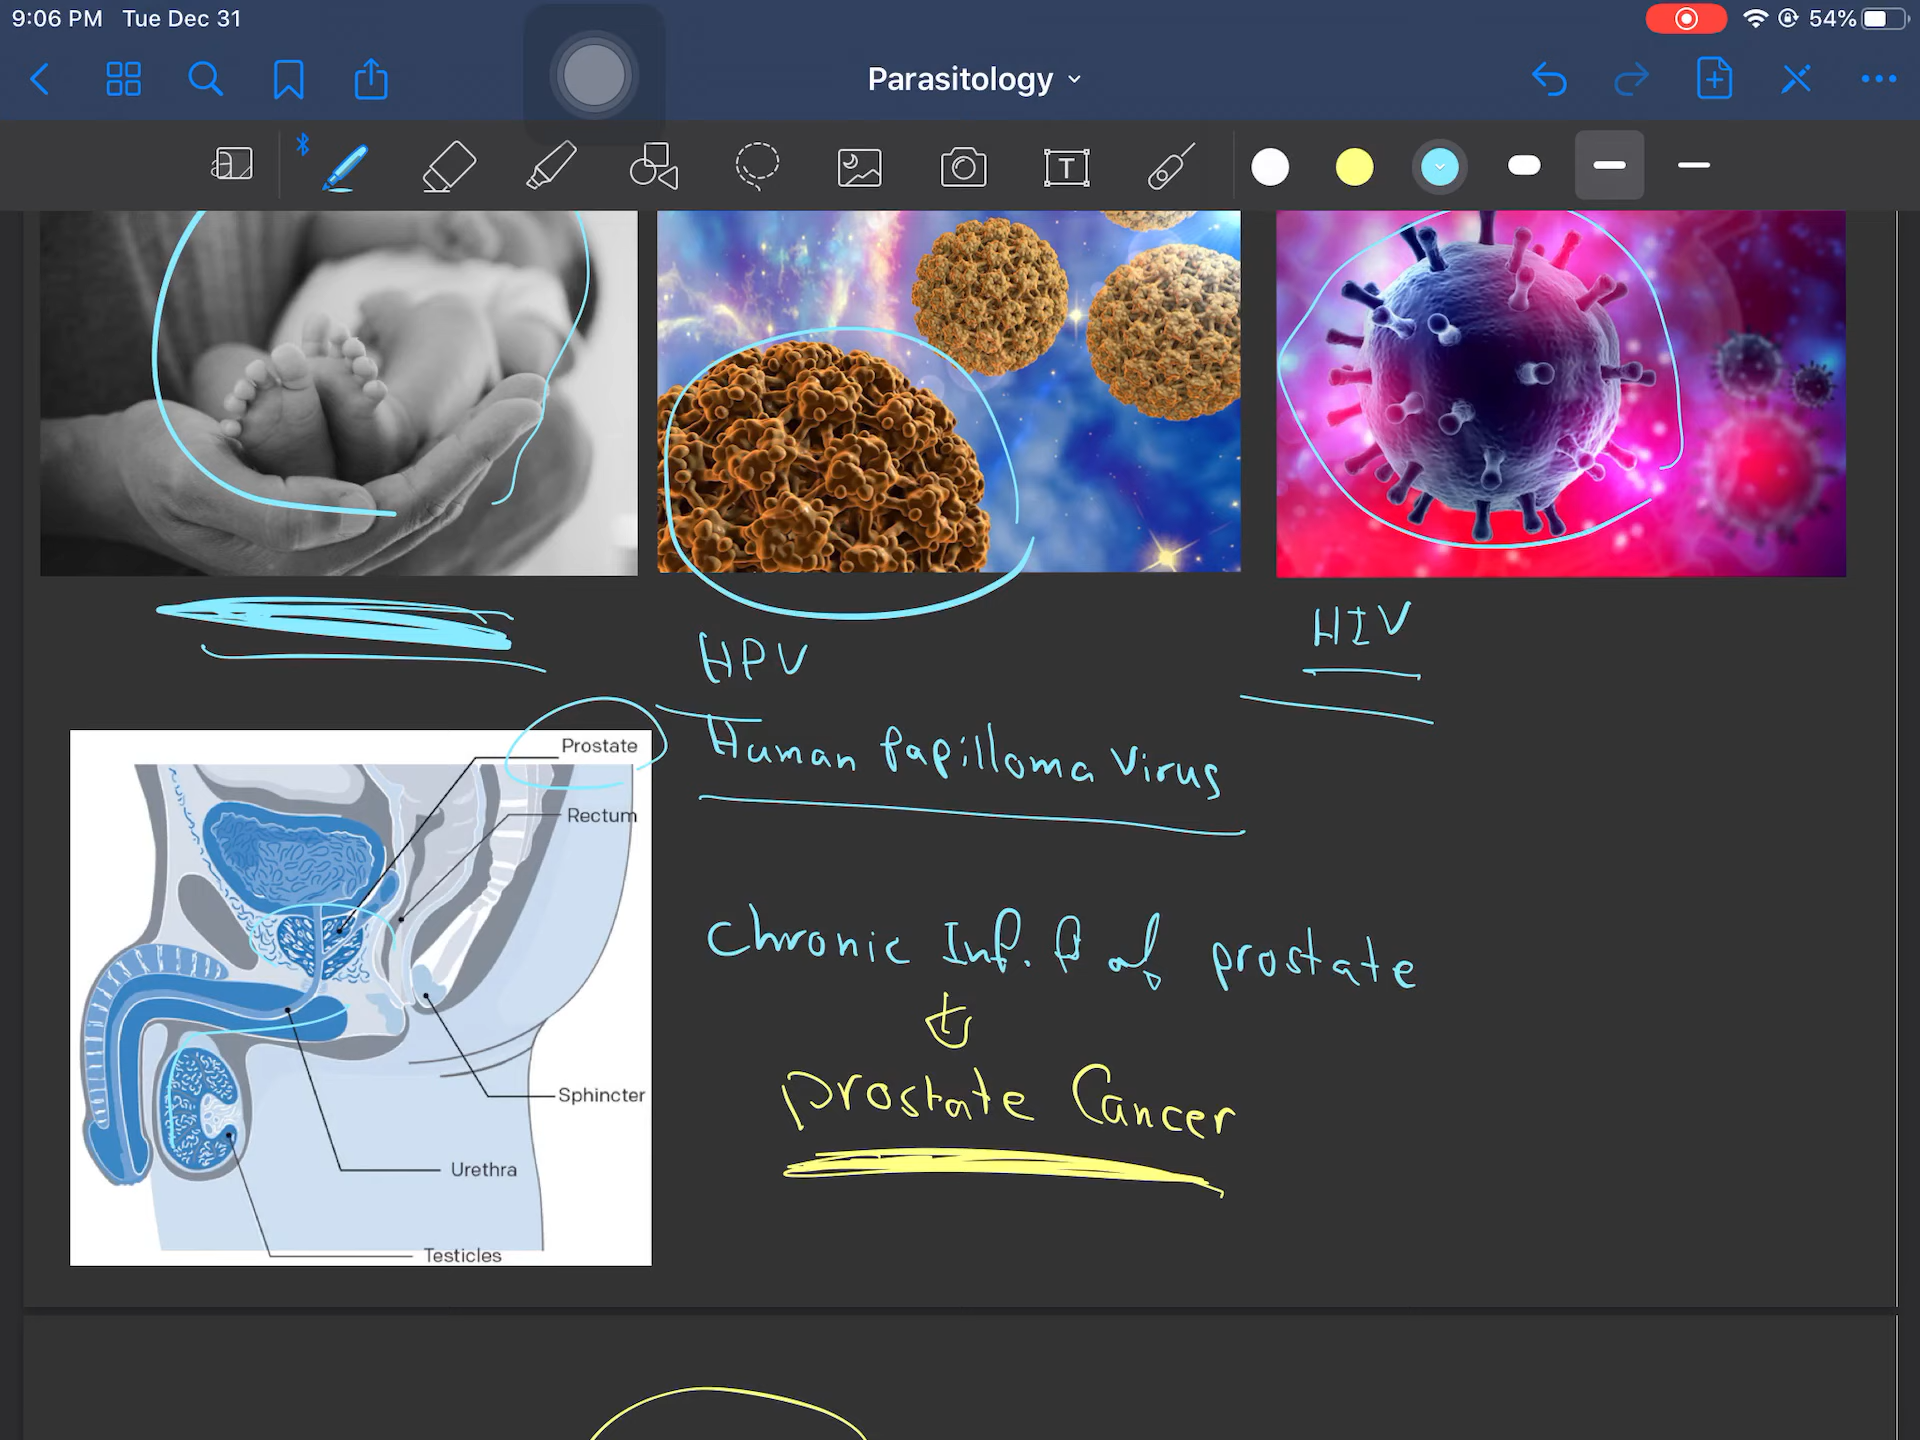 9:06 PM Tue Dec 31
54%
Parasitology
T
HPV
HIV
Human Papilloma Virus
Prostate
Rectum
Sphincter
Urethra
Testicles
Chronic Inf. of prostate
Prostate Cancer